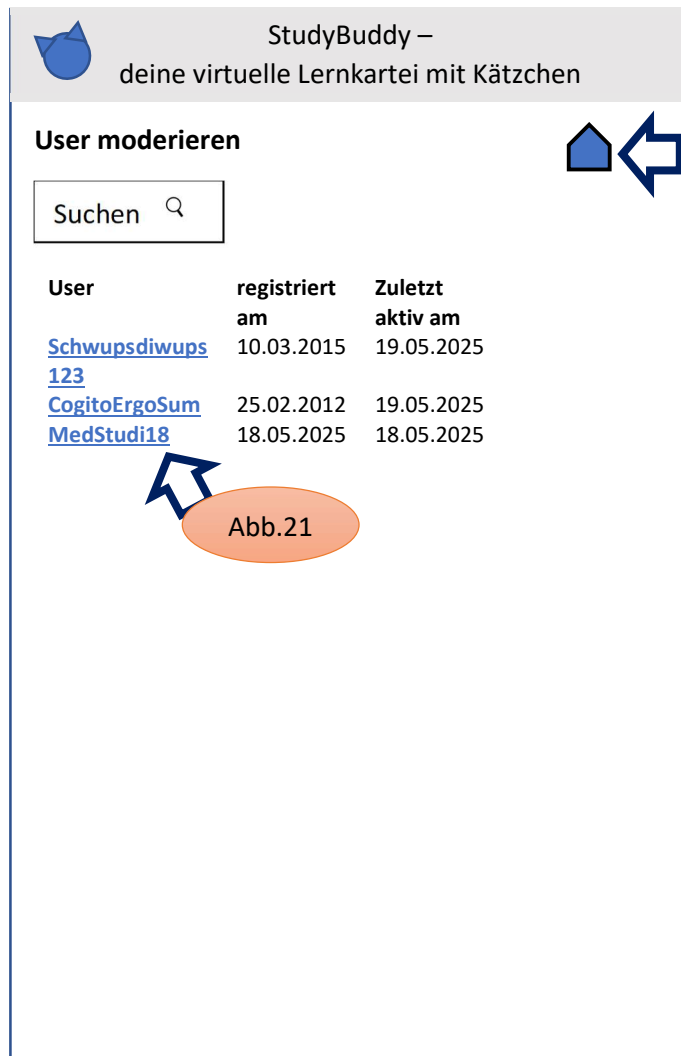 StudyBuddy –
deine virtuelle Lernkartei mit Kätzchen
User moderieren
Suchen
User registriert Zuletzt
am aktiv am
Schwupsdiwups 10.03.2015 19.05.2025
123
CogitoErgoSum 25.02.2012 19.05.2025
MedStudi18 18.05.2025 18.05.2025
Abb.21